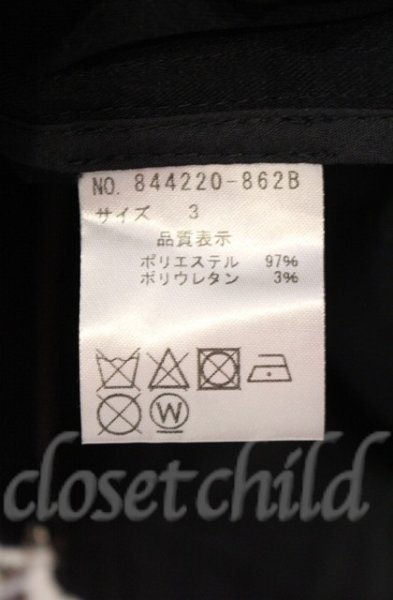 NO. 844220-862B
サイズ 3
品質表示
ポリエステル 97%
ポリウレタン 3%
W
closet child